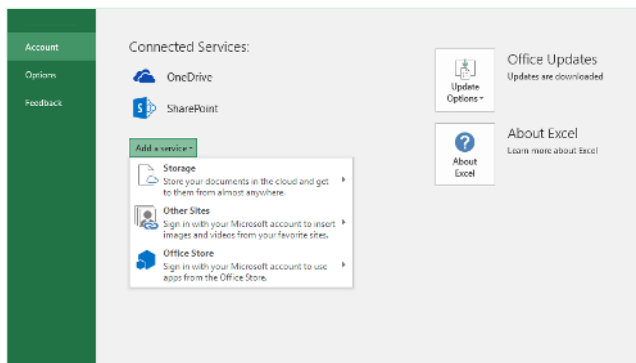 Account
Options
Feedback
Connected Services:
OneDrive
SharePoint
Add a service
Storage
Store your documents in the cloud and get
to them from almost anywhere.
Other Sites
Sign in with your Microsoft account to insert
images and videos from your favorite sites.
Office Store
Sign in with your Microsoft account to use
apps from the Office Store.
Update
Options
Office Updates
Updates are downloaded
About
Excel
About Excel
Learn more about Excel